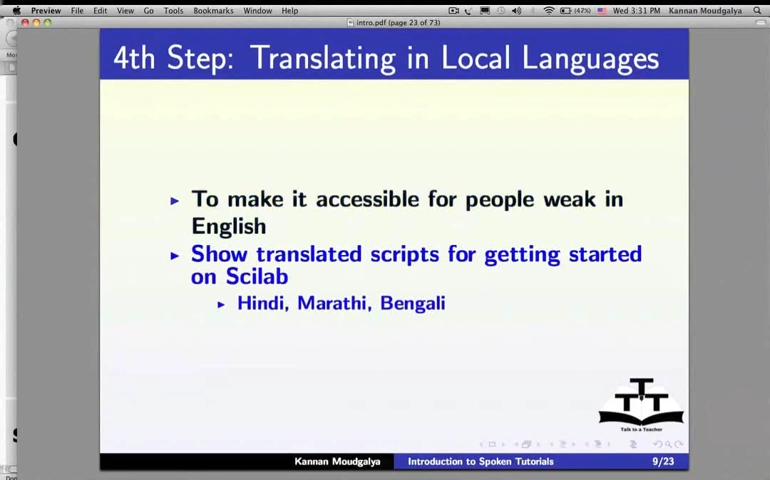 Preview File Edit View Go Tools Bookmarks Window Help (42%) Wed 3:31 PM Kannan Moudgalya
intro.pdf (page 23 of 73)
4th Step: Translating in Local Languages
To make it accessible for people weak in
English
Show translated scripts for getting started
on Scilab
Hindi, Marathi, Bengali
TTT
Talk to a Teacher
Kannan Moudgalya Introduction to Spoken Tutorials 9/23